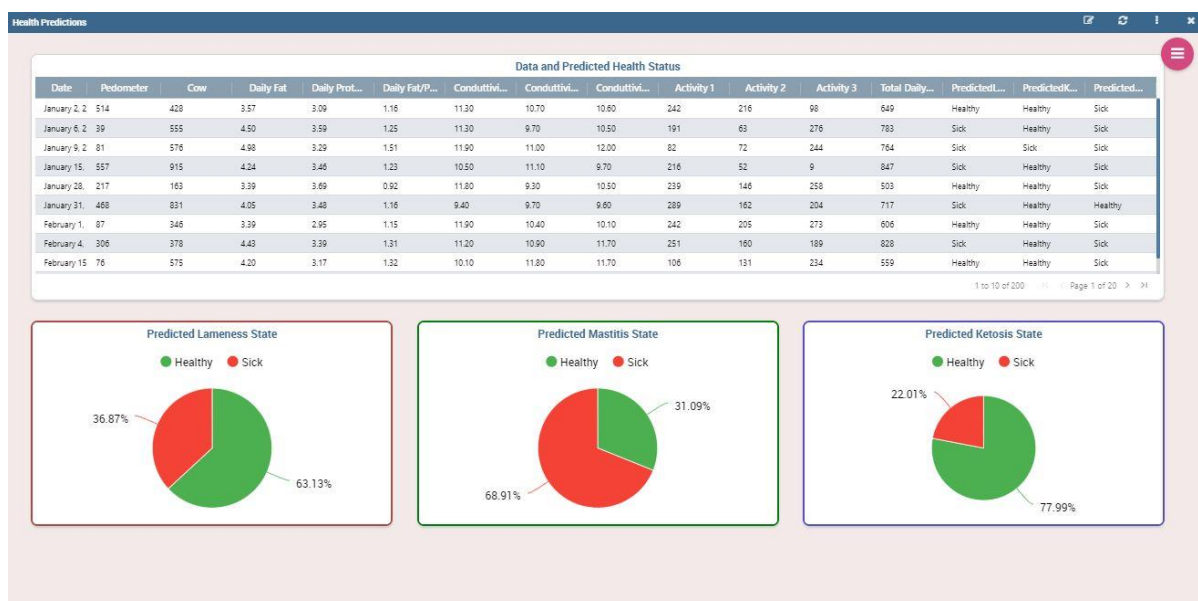 Health Predictions
Data and Predicted Health Status
Date Pedometer Cow Daily Fat Daily Prot... Daily Fat/P... Conduttivi... Conduttivi... Conduttivi... Activity 1 Activity 2 Activity 3 Total Daily... PredictedL... PredictedK... Predicted...
January 2, 2 514 428 3.57 3.09 1.16 11.30 10.70 10.60 242 216 98 649 Healthy Healthy Sick
January 6, 2 39 555 4.50 3.59 1.25 11.30 9.70 10.50 191 63 276 783 Sick Healthy Sick
January 9, 2 81 576 4.98 3.29 1.51 11.90 11.00 12.00 82 72 244 764 Sick Sick Sick
January 15, 557 915 4.24 3.46 1.23 10.50 11.10 9.70 216 52 9 847 Sick Healthy Sick
January 28, 217 163 3.39 3.69 0.92 11.80 9.30 10.50 239 146 258 503 Healthy Healthy Sick
January 31, 468 831 4.05 3.48 1.16 9.40 9.70 9.60 289 162 204 717 Sick Healthy Healthy
February 1, 87 346 3.39 2.95 1.15 11.90 10.40 10.10 242 205 273 606 Healthy Healthy Sick
February 4, 306 378 4.43 3.39 1.31 11.20 10.90 11.70 251 160 189 828 Sick Healthy Sick
February 15 76 575 4.20 3.17 1.32 10.10 11.80 11.70 106 131 234 559 Healthy Healthy Sick
1 to 10 of 200 Page 1 of 20
Predicted Lameness State
Healthy Sick
36.87%
63.13%
Predicted Mastitis State
Healthy Sick
31.09%
68.91%
Predicted Ketosis State
Healthy Sick
22.01%
77.99%